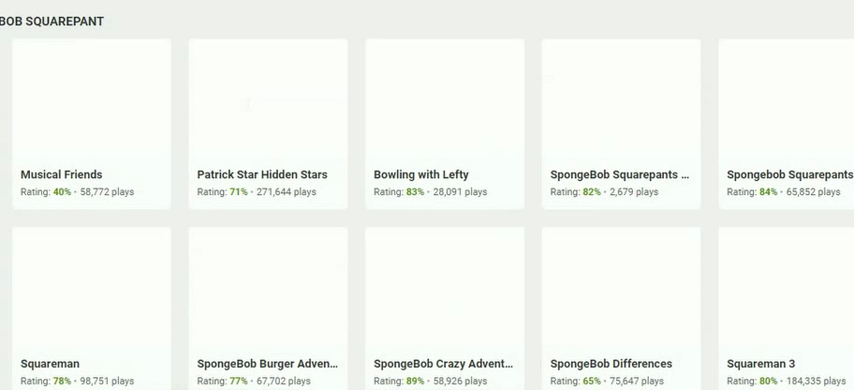 BOB SQUAREPANT
Musical Friends
Rating: 40% • 58,772 plays
Patrick Star Hidden Stars
Rating: 71% • 271,644 plays
Bowling with Lefty
Rating: 83% • 28,091 plays
SpongeBob Squarepants ...
Rating: 82% • 2,679 plays
Spongebob Squarepants
Rating: 84% • 65,852 plays
Squareman
Rating: 78% • 98,751 plays
SpongeBob Burger Adven...
Rating: 77% • 67,702 plays
SpongeBob Crazy Advent...
Rating: 89% • 58,926 plays
SpongeBob Differences
Rating: 65% • 75,647 plays
Squareman 3
Rating: 80% • 184,335 plays